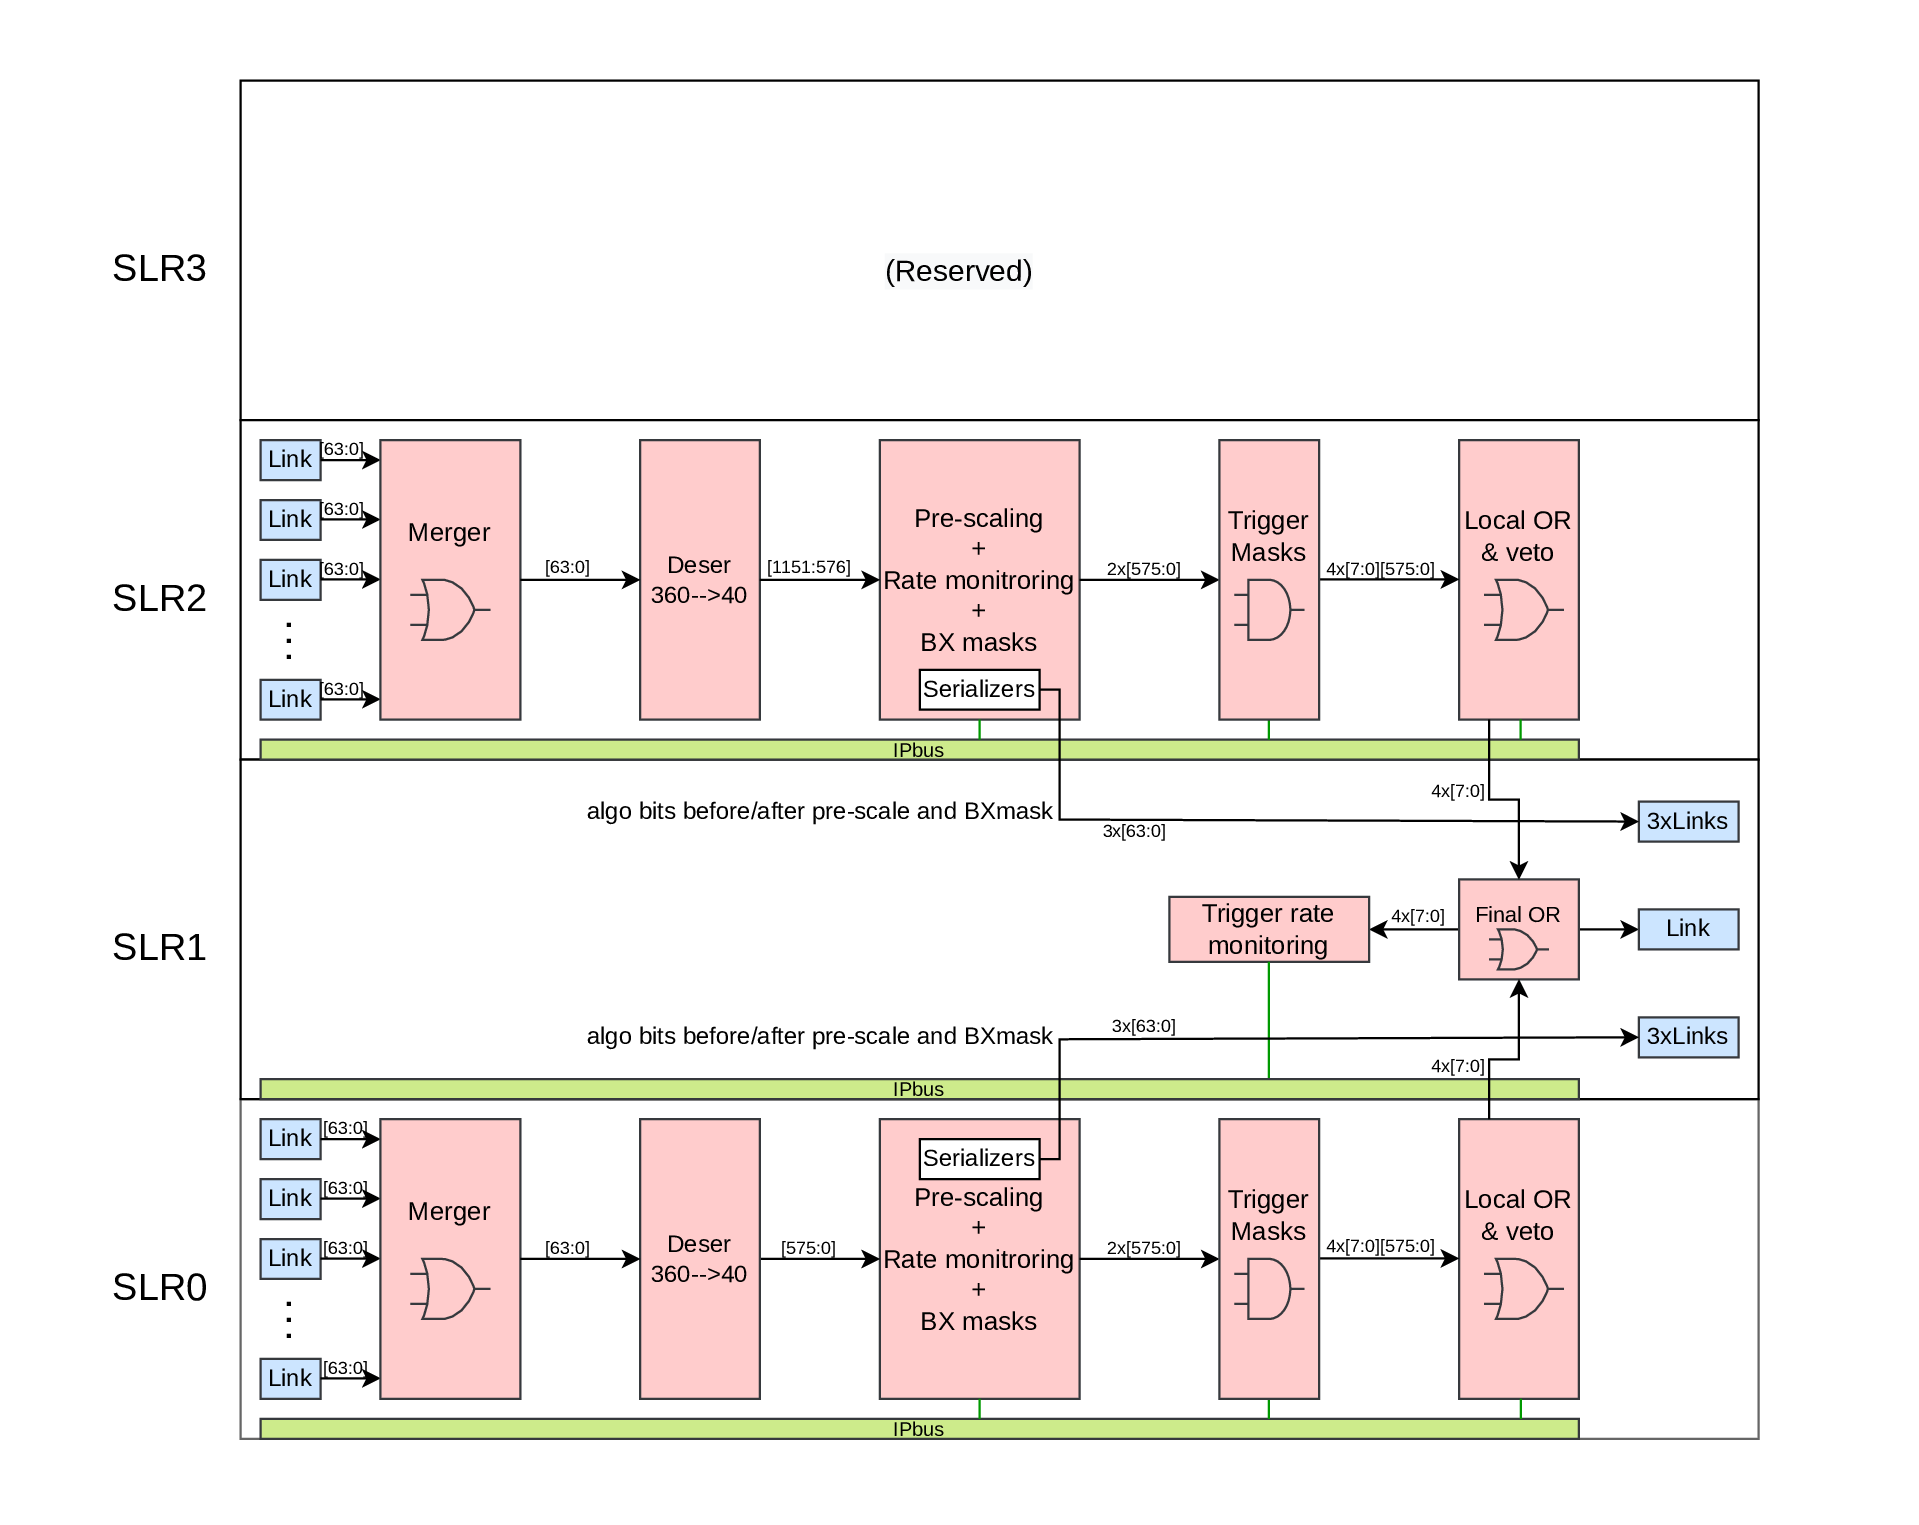 SLR3
(Reserved)
SLR2
Link
[63:0]
Link
[63:0]
Link
[63:0]
Link
[63:0]
Merger
[63:0]
Deser
360-->40
[1151:576]
Pre-scaling
+
Rate monitroring
+
BX masks
Serializers
2x[575:0]
Trigger
Masks
4x[7:0][575:0]
Local OR
& veto
IPbus
SLR1
algo bits before/after pre-scale and BXmask
3x[63:0]
4x[7:0]
3xLinks
Trigger rate
monitoring
4x[7:0]
Final OR
Link
algo bits before/after pre-scale and BXmask
3x[63:0]
4x[7:0]
3xLinks
IPbus
SLR0
Link
[63:0]
Link
[63:0]
Link
[63:0]
Link
[63:0]
Merger
[63:0]
Deser
360-->40
[575:0]
Serializers
Pre-scaling
+
Rate monitroring
+
BX masks
2x[575:0]
Trigger
Masks
4x[7:0][575:0]
Local OR
& veto
IPbus